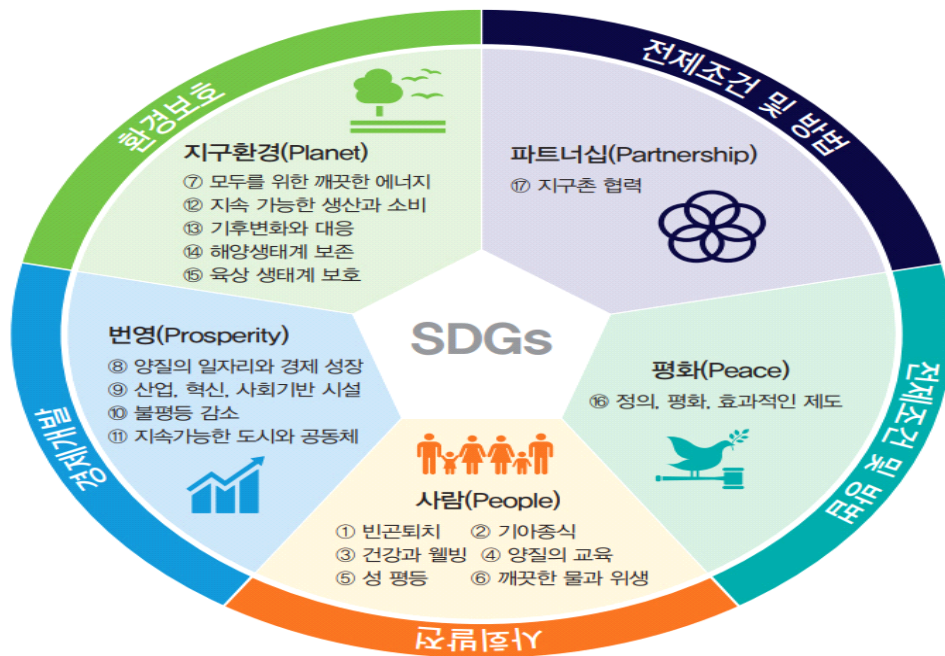 환경보호
지구환경(Planet)
⑦ 모두를 위한 깨끗한 에너지
⑫ 지속 가능한 생산과 소비
⑬ 기후변화와 대응
⑭ 해양생태계 보존
⑮ 육상 생태계 보호
전제조건 및 방법
파트너십(Partnership)
⑰ 지구촌 협력
SDGs
경제개발
번영(Prosperity)
⑧ 양질의 일자리와 경제 성장
⑨ 산업, 혁신, 사회기반 시설
⑩ 불평등 감소
⑪ 지속가능한 도시와 공동체
전제조건 및 방법
평화(Peace)
⑯ 정의, 평화, 효과적인 제도
사람(People)
① 빈곤퇴치 ② 기아종식
③ 건강과 웰빙 ④ 양질의 교육
⑤ 성 평등 ⑥ 깨끗한 물과 위생
사회발전